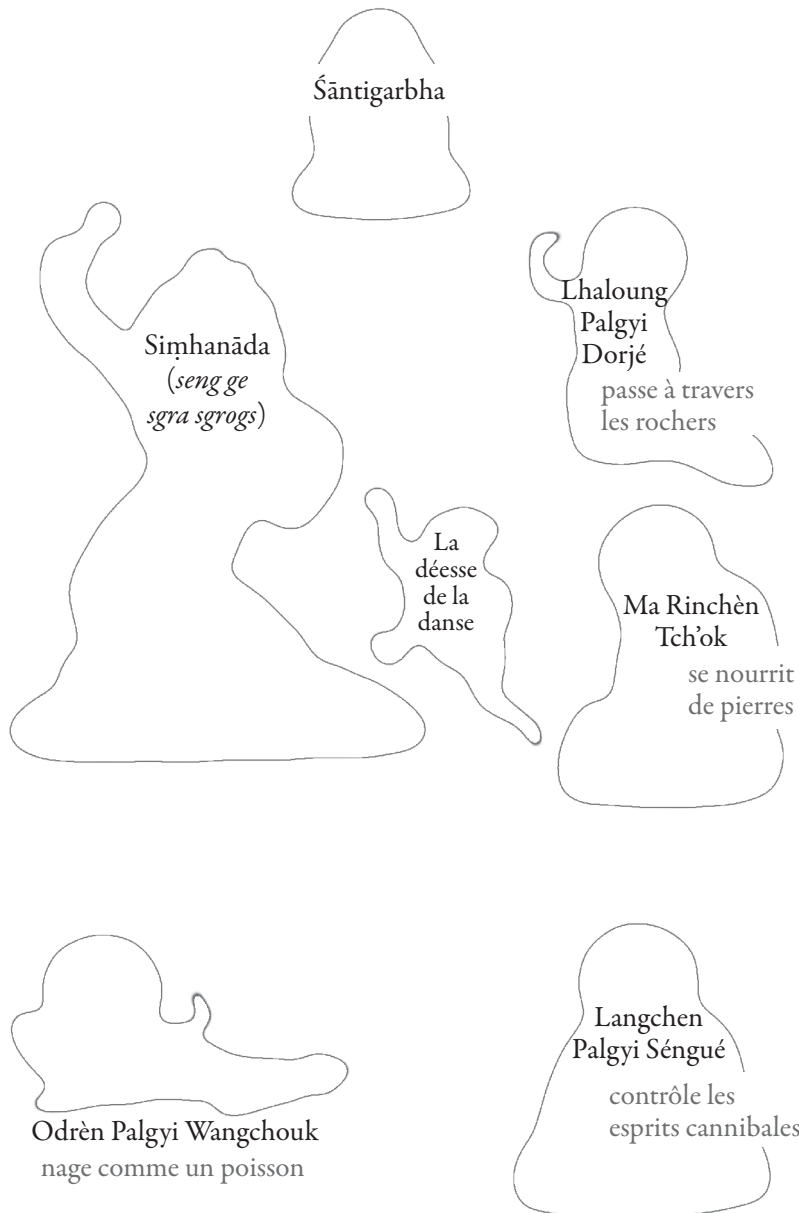 Śāntigarbha
Lhaloung
Palgyi
Dorjé
passe à travers
les rochers
Siṃhanāda
(seng ge
sgra sgrogs)
La
déesse
de la
danse
Ma Rinchèn
Tch’ok
se nourrit
de pierres
Odrèn Palgyi Wangchouk
nage comme un poisson
Langchen
Palgyi Séngué
contrôle les
esprits cannibales